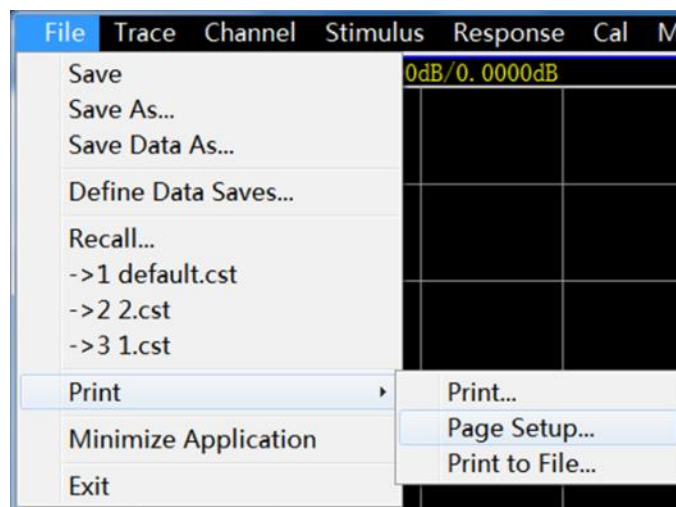 File Trace Channel Stimulus Response Cal M
0dB/0.0000dB
Save
Save As...
Save Data As...
Define Data Saves...
Recall...
->1 default.cst
->2 2.cst
->3 1.cst
Print
Print...
Page Setup...
Print to File...
Minimize Application
Exit